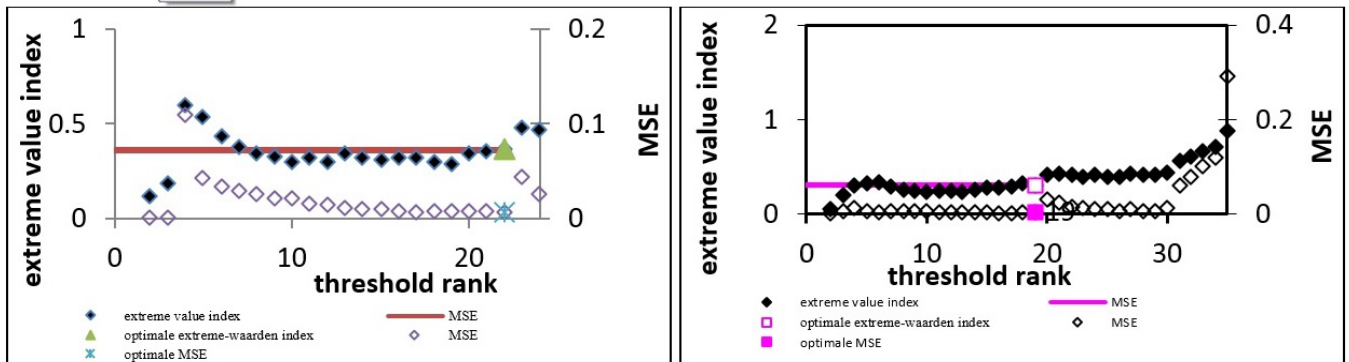 1
0.5
0
extreme value index
0.2
0.1
0
MSE
0 10 20
threshold rank
extreme value index MSE
optimale extreme-waarden index MSE
optimale MSE
2
1
0
extreme value index
0.4
0.2
0
MSE
0 10 20 30
threshold rank
extreme value index MSE
optimale extreme-waarden index MSE
optimale MSE